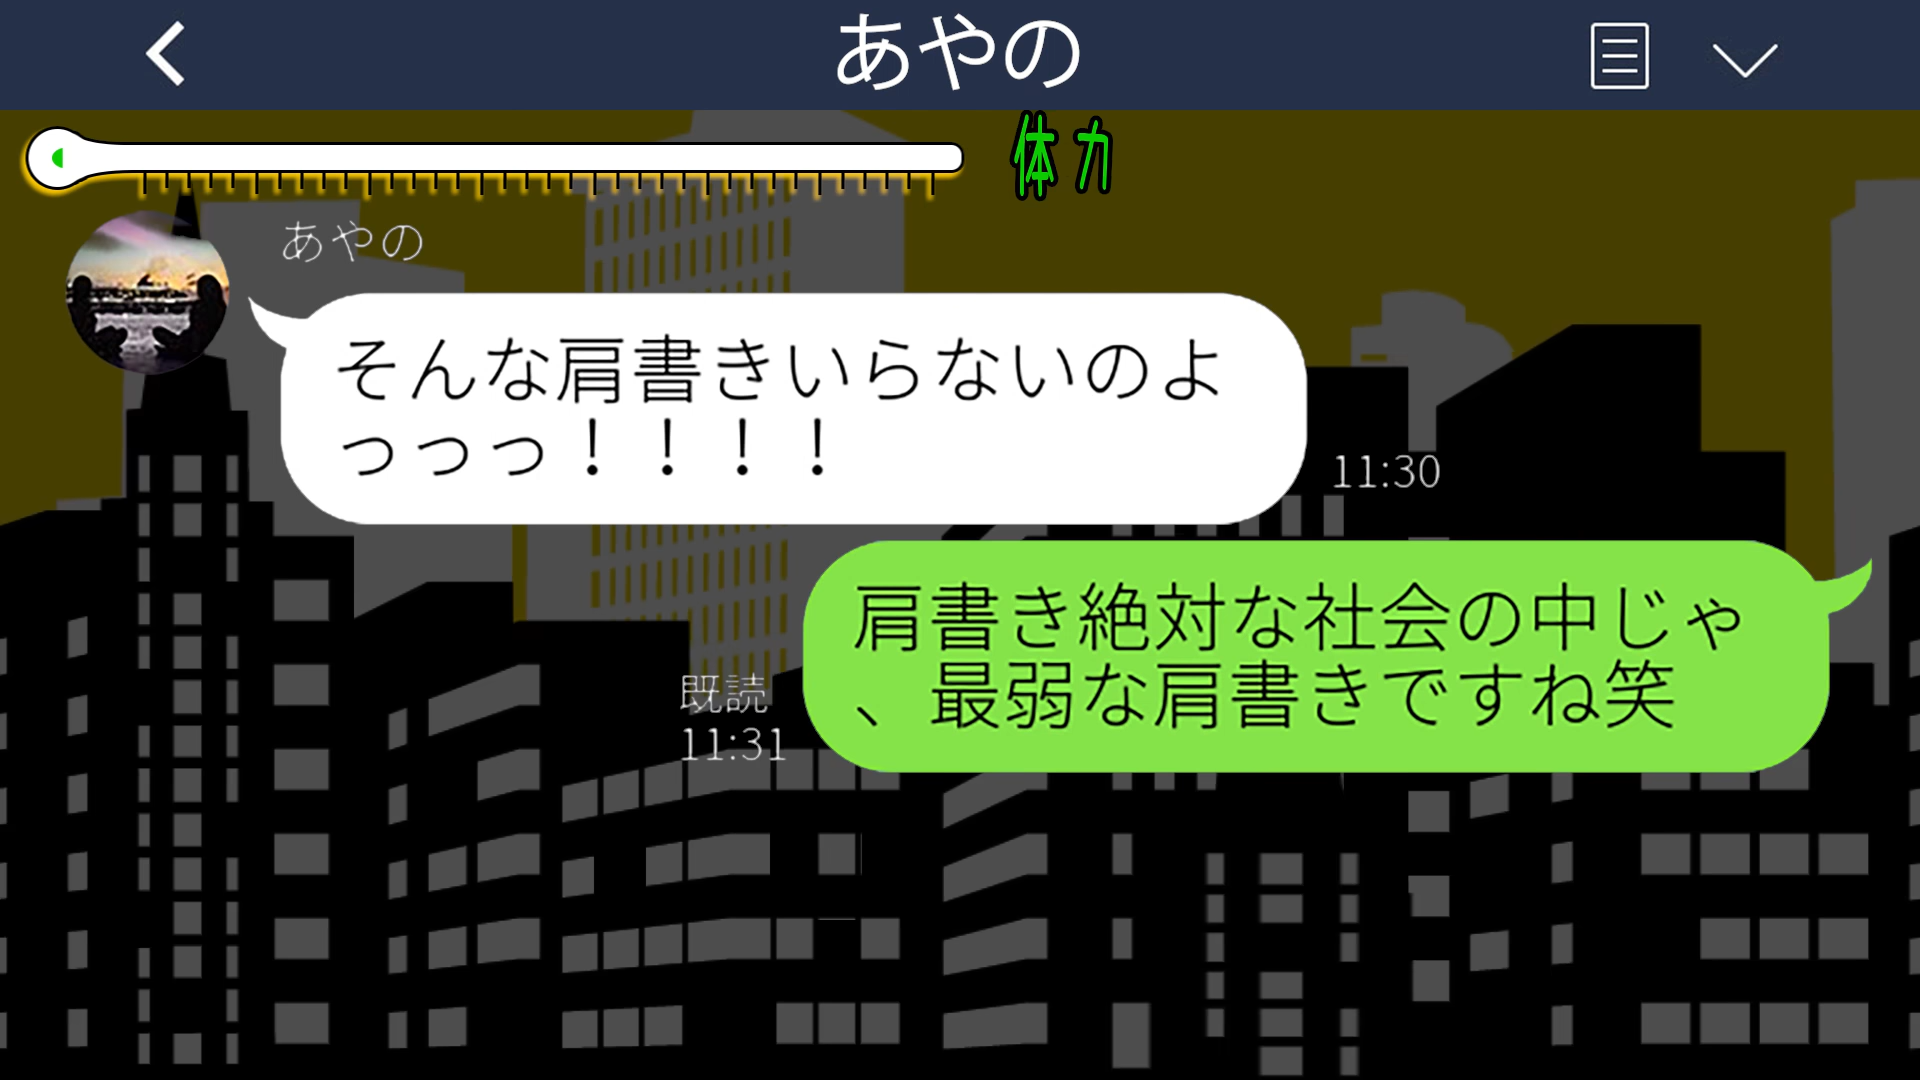 あやの
体力
あやの
そんな肩書きいらないのよ
っっっ！！！！
11:30
肩書き絶対な社会の中じゃ
、最弱な肩書きですね笑
既読
11:31